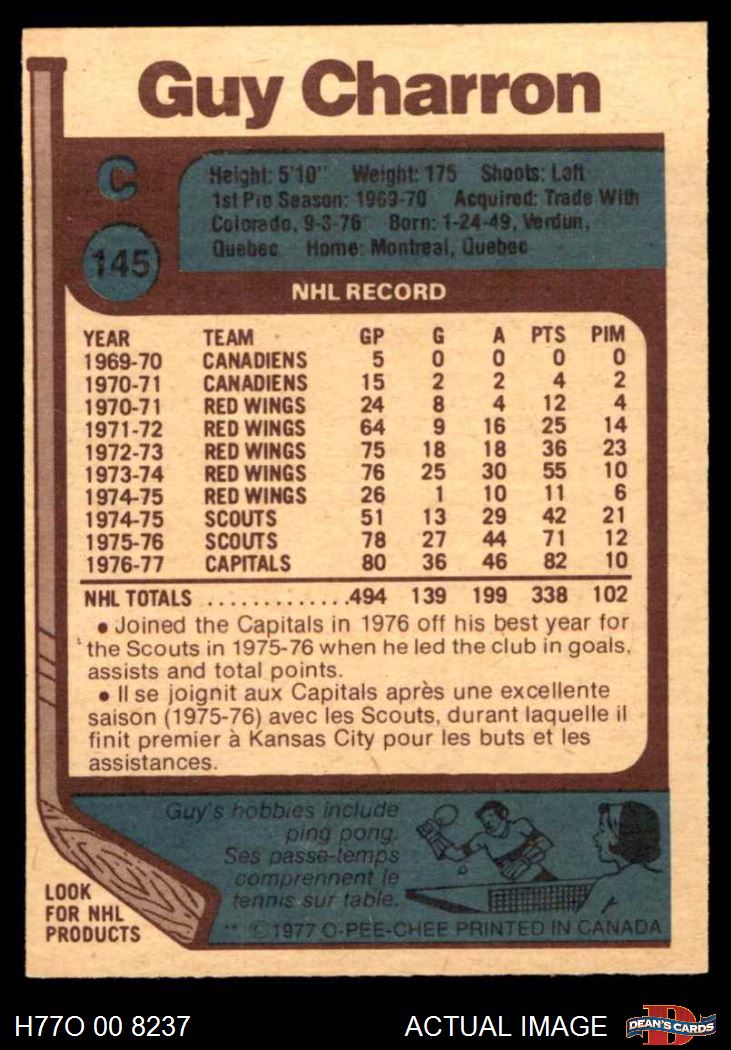 Guy Charron
C
145
Height: 5'10" Weight: 175 Shoots: Left
1st Pro Season: 1969-70 Acquired: Trade With
Colorado, 9-3-76 Born: 1-24-49, Verdun,
Quebec Home: Montreal, Quebec
NHL RECORD
YEAR TEAM GP G A PTS PIM
1969-70 CANADIENS 5 0 0 0 0
1970-71 CANADIENS 15 2 2 4 2
1970-71 RED WINGS 24 8 4 12 4
1971-72 RED WINGS 64 9 16 25 14
1972-73 RED WINGS 75 18 18 36 23
1973-74 RED WINGS 76 25 30 55 10
1974-75 RED WINGS 26 1 10 11 6
1974-75 SCOUTS 51 13 29 42 21
1975-76 SCOUTS 78 27 44 71 12
1976-77 CAPITALS 80 36 46 82 10
NHL TOTALS .............494 139 199 338 102
• Joined the Capitals in 1976 off his best year for
the Scouts in 1975-76 when he led the club in goals,
assists and total points.
• Il se joignit aux Capitals après une excellente
saison (1975-76) avec les Scouts, durant laquelle il
finit premier à Kansas City pour les buts et les
assistances.
Guy's hobbies include
ping pong.
Ses passe-temps
comprennent le
tennis sur table.
LOOK
FOR NHL
PRODUCTS
** ©1977 O-PEE-CHEE PRINTED IN CANADA
H77O 00 8237 ACTUAL IMAGE
D
DEAN'S CARDS